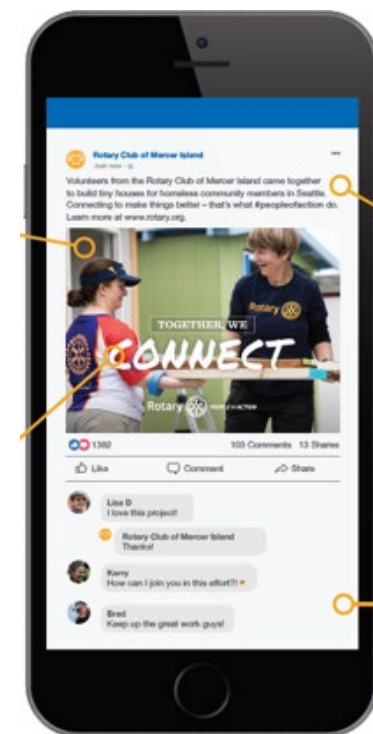 Rotary Club of Mercer Island
Just now
Volunteers from the Rotary Club of Mercer Island came together
to build tiny houses for homeless community members in Seattle.
Connecting to make things better – that's what #peopleofaction do.
Learn more at www.rotary.org.
Rotary
TOGETHER, WE
CONNECT
Rotary PEOPLE OF ACTION
1382 103 Comments 13 Shares
Like Comment Share
Lisa D
I love this project!
Rotary Club of Mercer Island
Thanks!
Kerry
How can I join you in this effort?!
Brad
Keep up the great work guys!